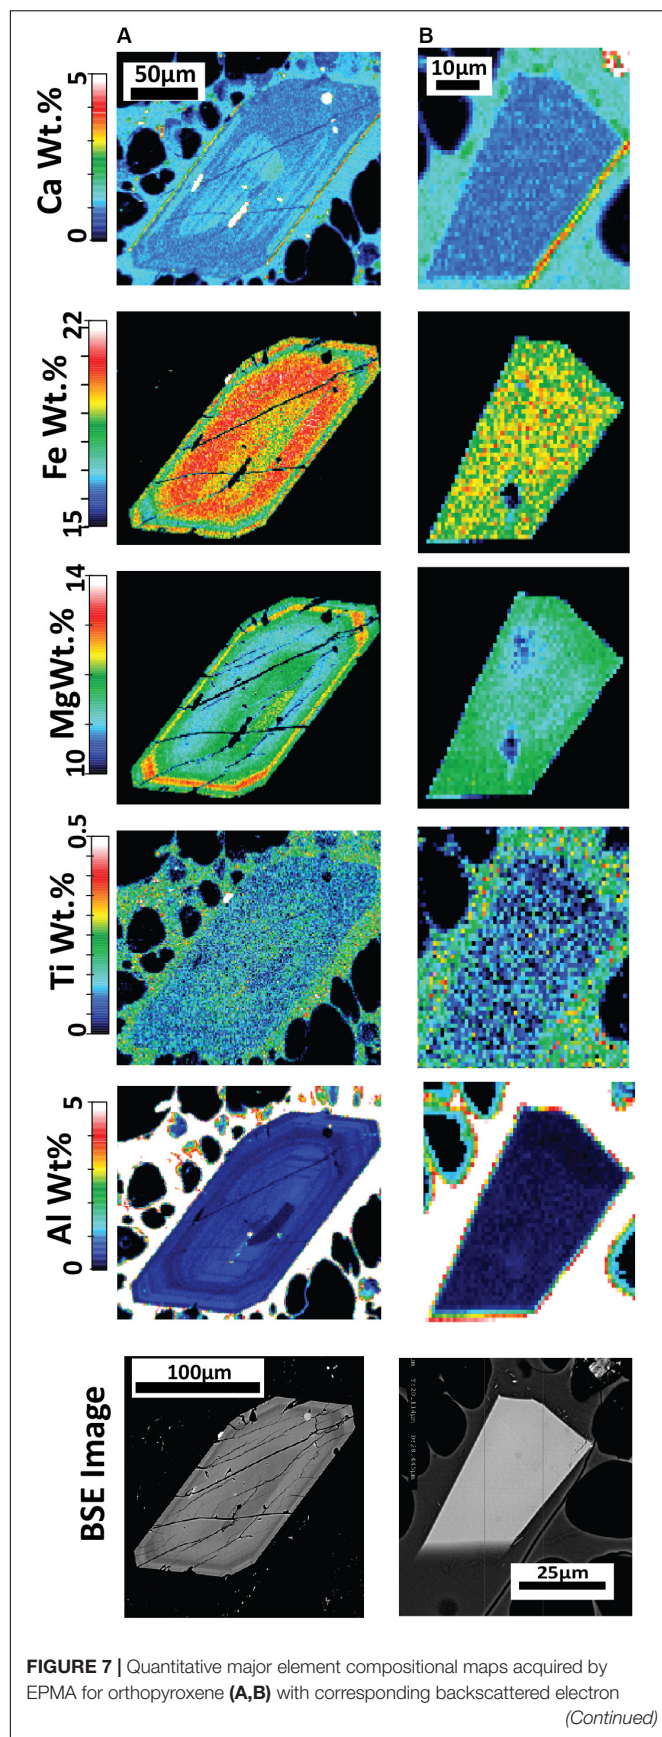 A
B
50µm
10µm
Ca Wt.%
5
0
Fe Wt.%
22
15
MgWt.%
14
10
Ti Wt.%
0.5
0
Al Wt%
5
0
BSE Image
100µm
25µm
FIGURE 7 | Quantitative major element compositional maps acquired by
EPMA for orthopyroxene (A,B) with corresponding backscattered electron
(Continued)